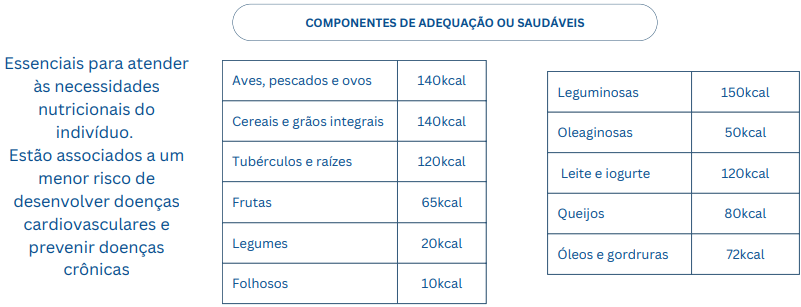 COMPONENTES DE ADEQUAÇÃO OU SAUDÁVEIS
Essenciais para atender
às necessidades
nutricionais do
indivíduo.
Estão associados a um
menor risco de
desenvolver doenças
cardiovasculares e
prevenir doenças
crônicas
Aves, pescados e ovos 140kcal
Cereais e grãos integrais 140kcal
Tubérculos e raízes 120kcal
Frutas 65kcal
Legumes 20kcal
Folhosos 10kcal
Leguminosas 150kcal
Oleaginosas 50kcal
Leite e iogurte 120kcal
Queijos 80kcal
Óleos e gordruras 72kcal